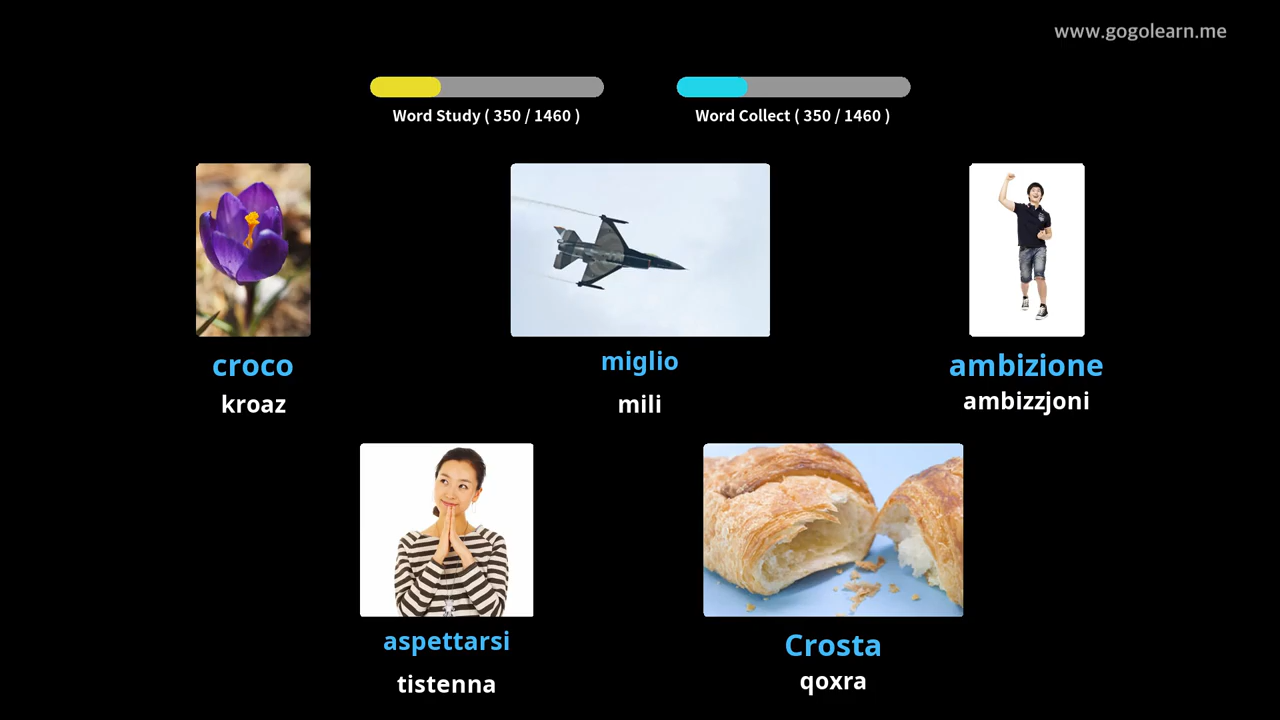 www.gogolearn.me
Word Study ( 350 / 1460 )
Word Collect ( 350 / 1460 )
croco
kroaz
miglio
mili
ambizione
ambizzjoni
aspettarsi
tistenna
Crosta
qoxra